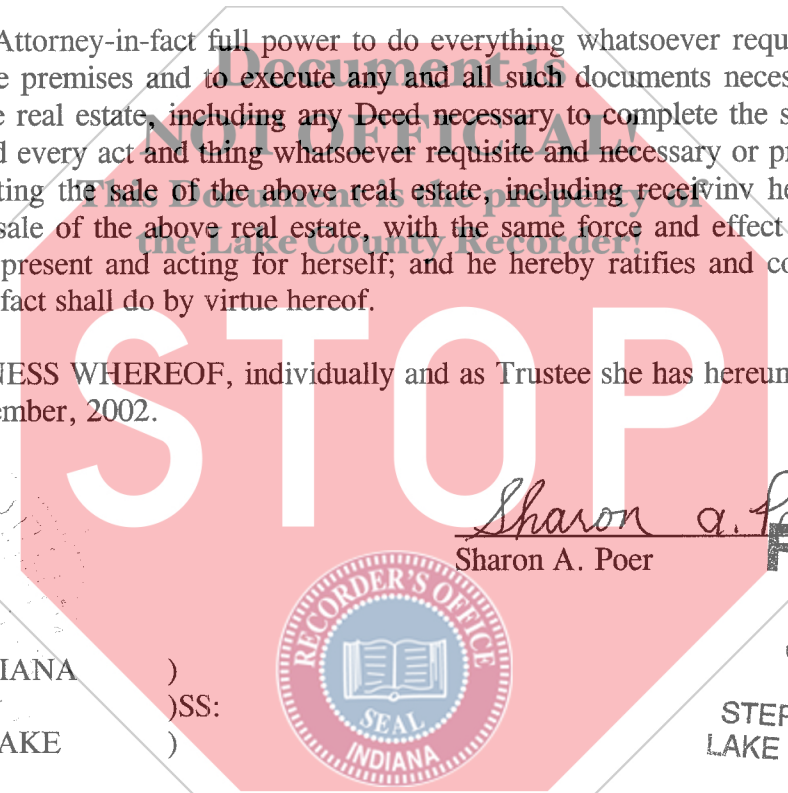 Attorney-in-fact full power to do everything whatsoever requ
e premises and to execute any and all such documents neces
e real estate, including any Deed necessary to complete the s
d every act and thing whatsoever requisite and necessary or pr
ting the sale of the above real estate, including receivinv he
sale of the above real estate, with the same force and effect
present and acting for herself; and he hereby ratifies and co
fact shall do by virtue hereof.
Document is
NOT OFFICIAL!
This Document is the property of
the Lake County Recorder!
STOP
NESS WHEREOF, individually and as Trustee she has hereun
ember, 2002.
Sharon A. Po
Sharon A. Poer
RECORDER'S OFFICE
SEAL
INDIANA
DIANA )
)SS:
AKE )
STEP
LAKE